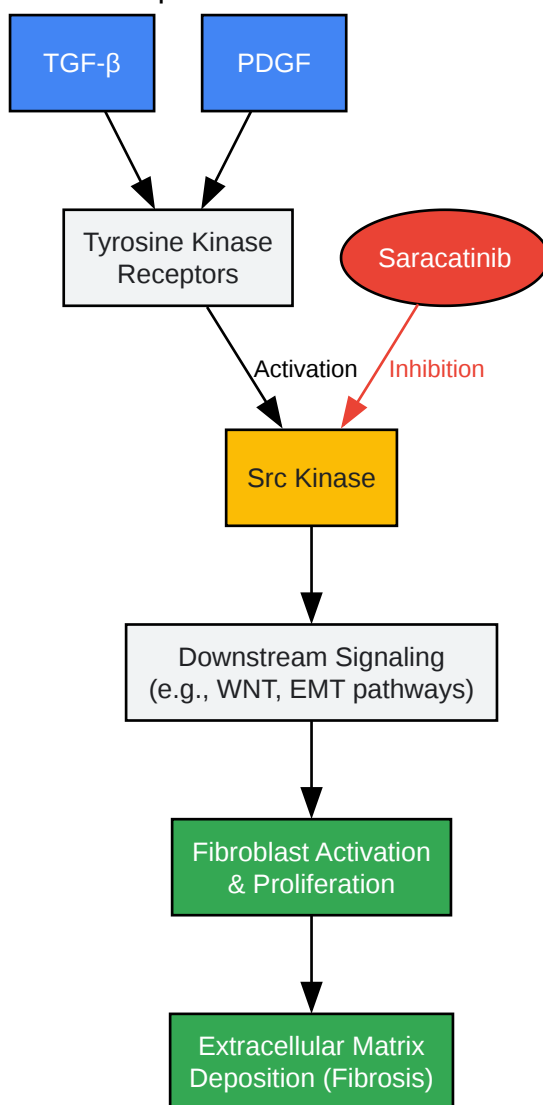 TGF-β
PDGF
Tyrosine Kinase
Receptors
Saracatinib
Activation
Inhibition
Src Kinase
Downstream Signaling
(e.g., WNT, EMT pathways)
Fibroblast Activation
& Proliferation
Extracellular Matrix
Deposition (Fibrosis)